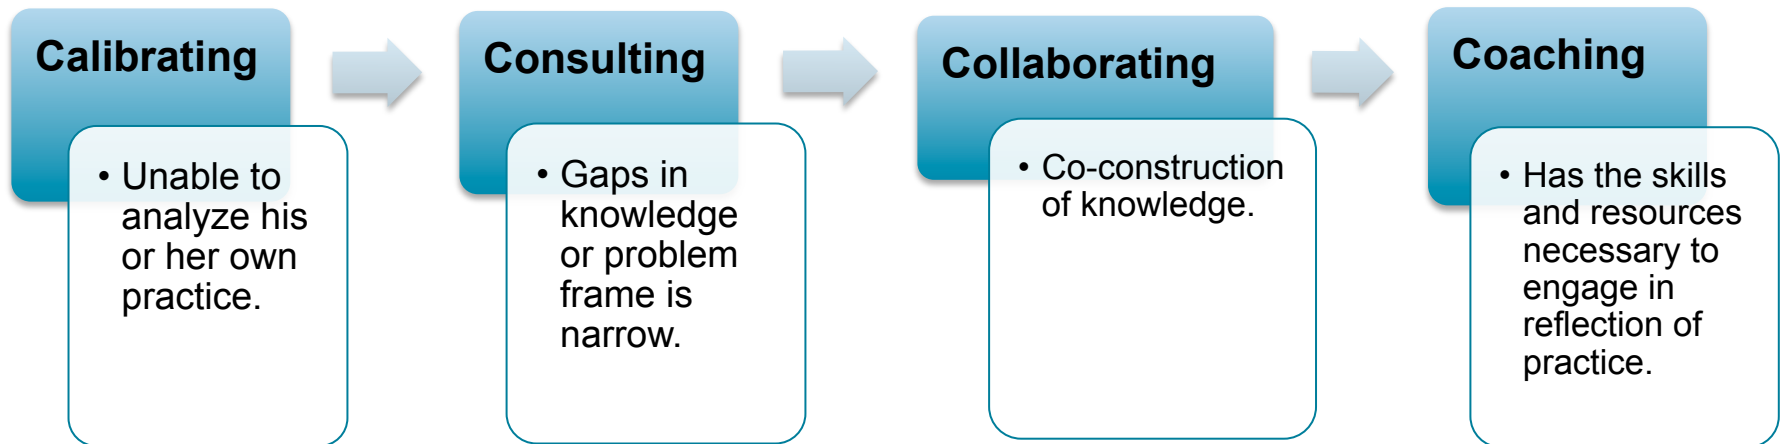 Calibrating
• Unable to
analyze his
or her own
practice.
Consulting
• Gaps in
knowledge
or problem
frame is
narrow.
Collaborating
• Co-construction
of knowledge.
Coaching
• Has the skills
and resources
necessary to
engage in
reflection of
practice.